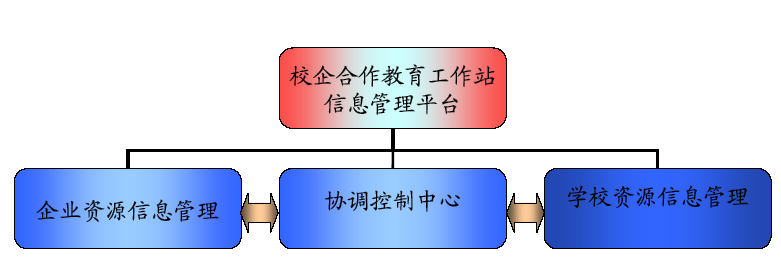 校企合作教育工作站
信息管理平台
企业资源信息管理
协调控制中心
学校资源信息管理